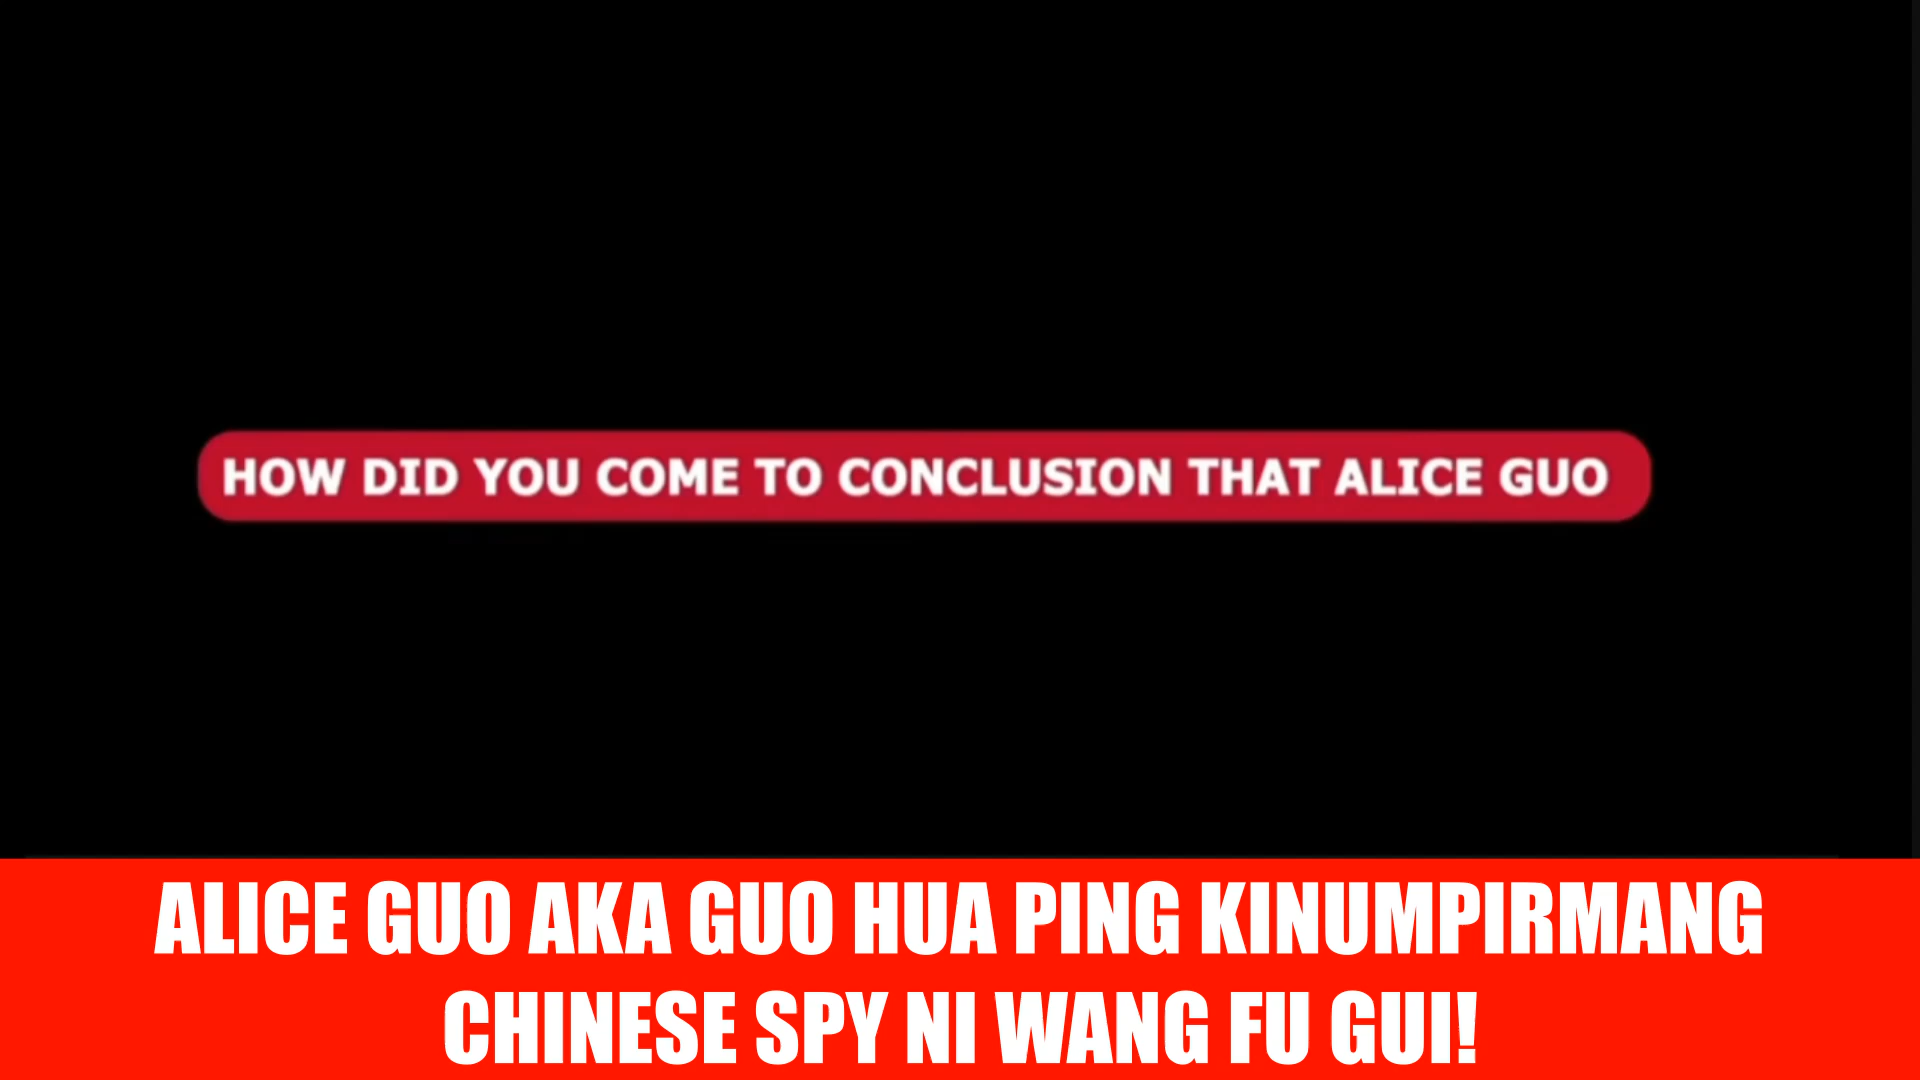 HOW DID YOU COME TO CONCLUSION THAT ALICE GUO
ALICE GUO AKA GUO HUA PING KINUMPIRMANG
CHINESE SPY NI WANG FU GUI!